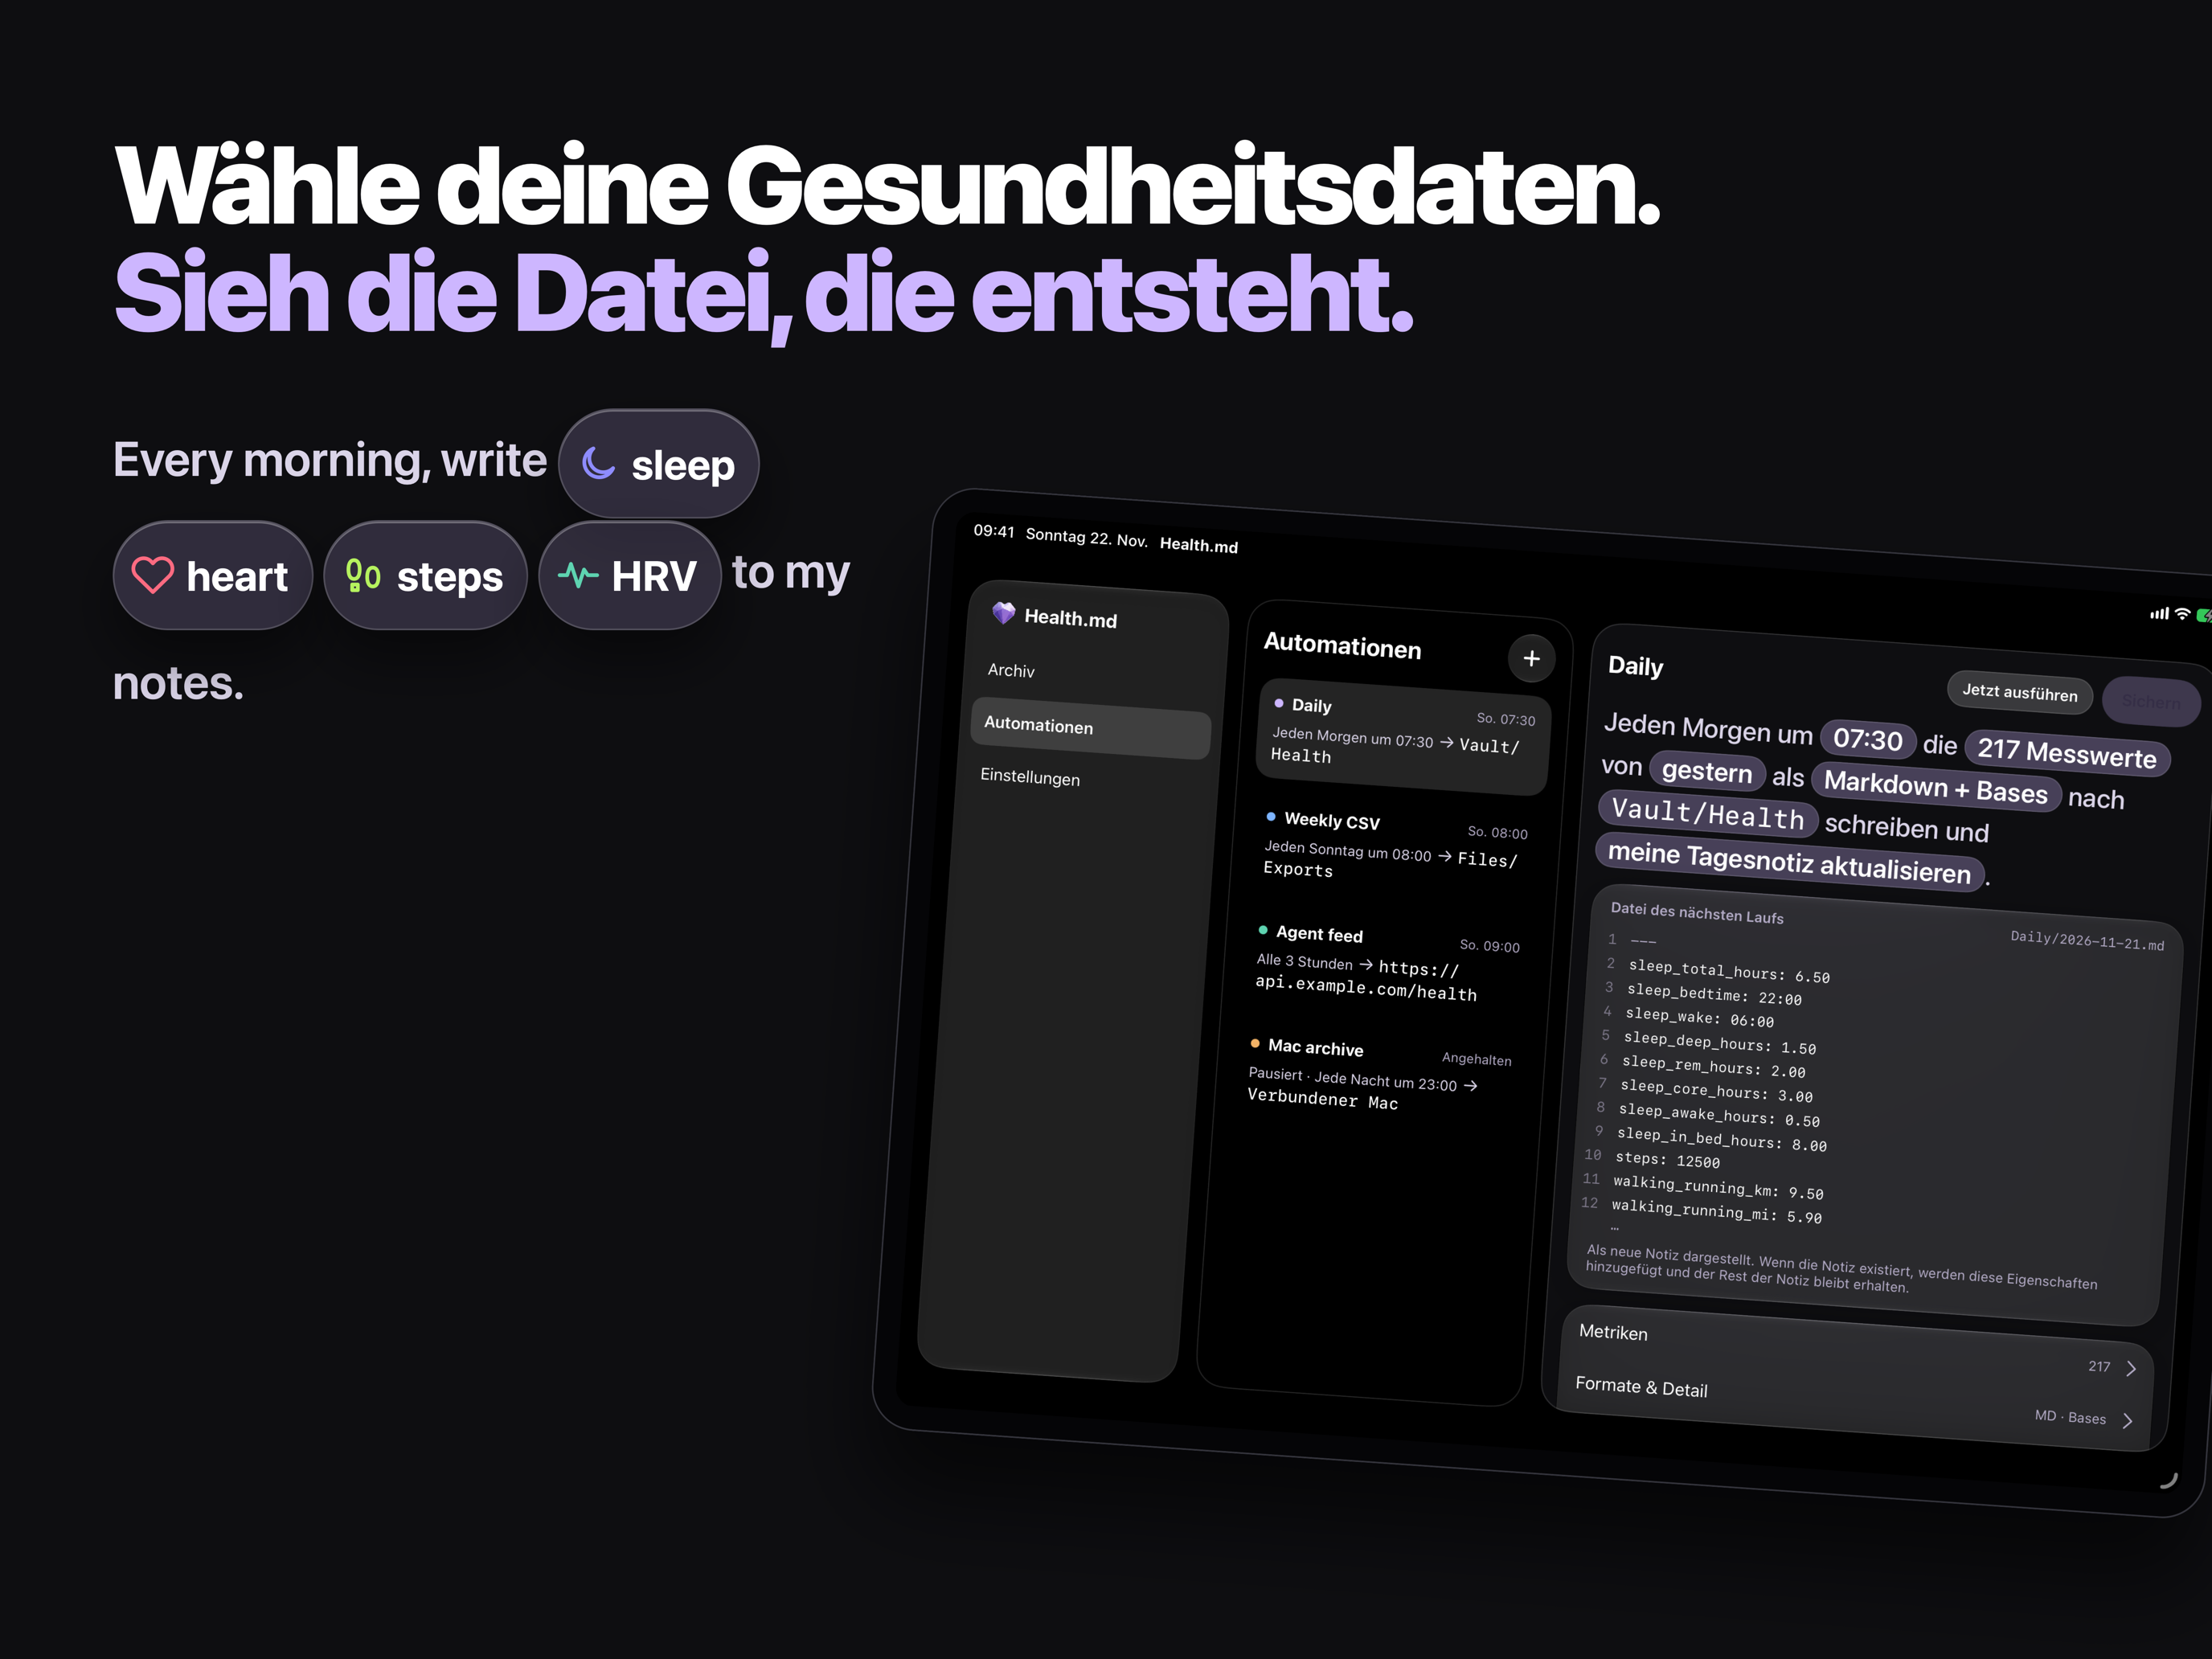 Wähle deine Gesundheitsdaten.
Sieh die Datei, die entsteht.
Every morning, write sleep
heart steps HRV to my
notes.
09:41 Sonntag 22. Nov. Health.md
Health.md
Archiv
Automationen
Einstellungen
Automationen
Daily So. 07:30
Jeden Morgen um 07:30 → Vault/
Health
Weekly CSV So. 08:00
Jeden Sonntag um 08:00 → Files/
Exports
Agent feed So. 09:00
Alle 3 Stunden → https://
api.example.com/health
Mac archive Angehalten
Pausiert · Jede Nacht um 23:00 →
Verbundener Mac
Daily Jetzt ausführen Sichern
Jeden Morgen um 07:30 die 217 Messwerte
von gestern als Markdown + Bases nach
Vault/Health schreiben und
meine Tagesnotiz aktualisieren.
Datei des nächsten Laufs Daily/2026-11-21.md
1 ---
2 sleep_total_hours: 6.50
3 sleep_bedtime: 22:00
4 sleep_wake: 06:00
5 sleep_deep_hours: 1.50
6 sleep_rem_hours: 2.00
7 sleep_core_hours: 3.00
8 sleep_awake_hours: 0.50
9 sleep_in_bed_hours: 8.00
10 steps: 12500
11 walking_running_km: 9.50
12 walking_running_mi: 5.90
…
Als neue Notiz dargestellt. Wenn die Notiz existiert, werden diese Eigenschaften
hinzugefügt und der Rest der Notiz bleibt erhalten.
Metriken 217
Formate & Detail MD · Bases